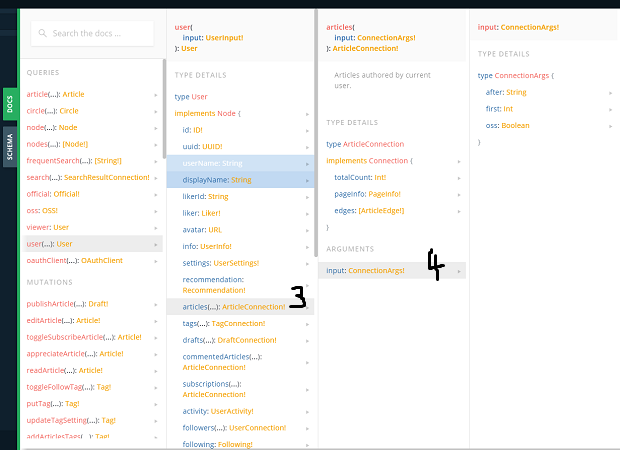 DOCS
SCHEMA
Search the docs ...
QUERIES
article(...): Article
circle(...): Circle
node(...): Node
nodes(...): [Node!]
frequentSearch(...): [String!]
search(...): SearchResultConnection!
official: Official!
oss: OSS!
viewer: User
user(...): User
oauthClient(...): OAuthClient
MUTATIONS
publishArticle(...): Draft!
editArticle(...): Article!
toggleSubscribeArticle(...): Article!
appreciateArticle(...): Article!
readArticle(...): Article!
toggleFollowTag(...): Tag!
putTag(...): Tag!
updateTagSetting(...): Tag!
addArticlesTags(...): Tag!
user(
input: UserInput!
): User
TYPE DETAILS
type User
implements Node {
id: ID!
uuid: UUID!
userName: String
displayName: String
likerId: String
liker: Liker!
avatar: URL
info: UserInfo!
settings: UserSettings!
recommendation:
Recommendation!
articles(...): ArticleConnection!
3
tags(...): TagConnection!
drafts(...): DraftConnection!
commentedArticles(...):
ArticleConnection!
subscriptions(...):
ArticleConnection!
activity: UserActivity!
followers(...): UserConnection!
following: Following!
articles(
input: ConnectionArgs!
): ArticleConnection!
Articles authored by current
user.
TYPE DETAILS
type ArticleConnection
implements Connection {
totalCount: Int!
pageInfo: PageInfo!
edges: [ArticleEdge!]
}
ARGUMENTS
input: ConnectionArgs!
4
input: ConnectionArgs!
TYPE DETAILS
type ConnectionArgs {
after: String
first: Int
oss: Boolean
}